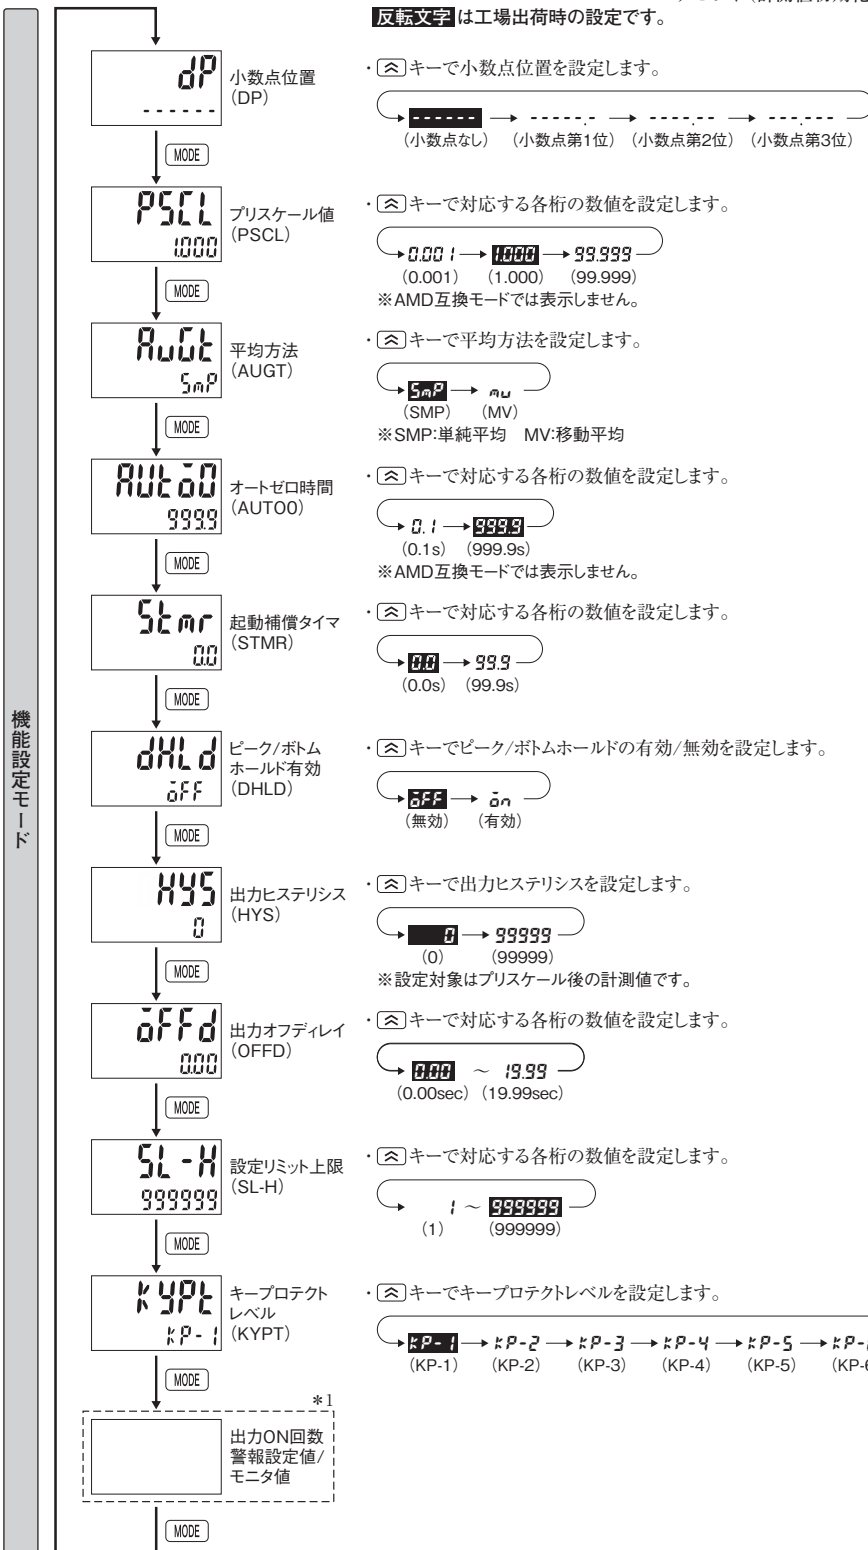 反転文字は工場出荷時の設定です。
機能設定モード
dP
------
小数点位置
(DP)
・キーで小数点位置を設定します。
------ → -----.- → ----.-- → ---.---
(小数点なし) (小数点第1位) (小数点第2位) (小数点第3位)
MODE
PSCL
1.000
プリスケール値
(PSCL)
・キーで対応する各桁の数値を設定します。
0.001 → 1.000 → 99.999
(0.001) (1.000) (99.999)
※AMD互換モードでは表示しません。
MODE
AuGt
SmP
平均方法
(AUGT)
・キーで平均方法を設定します。
SmP → mu
(SMP) (MV)
※SMP:単純平均 MV:移動平均
MODE
AUto0
999.9
オートゼロ時間
(AUTO0)
・キーで対応する各桁の数値を設定します。
0.1 → 999.9
(0.1s) (999.9s)
※AMD互換モードでは表示しません。
MODE
Stmr
0.0
起動補償タイマ
(STMR)
・キーで対応する各桁の数値を設定します。
0.0 → 99.9
(0.0s) (99.9s)
MODE
dHLd
oFF
ピーク/ボトム
ホールド有効
(DHLD)
・キーでピーク/ボトムホールドの有効/無効を設定します。
oFF → on
(無効) (有効)
MODE
HYS
0
出力ヒステリシス
(HYS)
・キーで出力ヒステリシスを設定します。
0 → 99999
(0) (99999)
※設定対象はプリスケール後の計測値です。
MODE
oFFd
0.00
出力オフディレイ
(OFFD)
・キーで対応する各桁の数値を設定します。
0.00 ～ 19.99
(0.00sec) (19.99sec)
MODE
SL-H
999999
設定リミット上限
(SL-H)
・キーで対応する各桁の数値を設定します。
1 ～ 999999
(1) (999999)
MODE
KYPt
KP-1
キープロテクト
レベル
(KYPT)
・キーでキープロテクトレベルを設定します。
KP-1 → KP-2 → KP-3 → KP-4 → KP-5 → KP-
(KP-1) (KP-2) (KP-3) (KP-4) (KP-5) (KP-6
MODE
*1
出力ON回数
警報設定値/
モニタ値
MODE